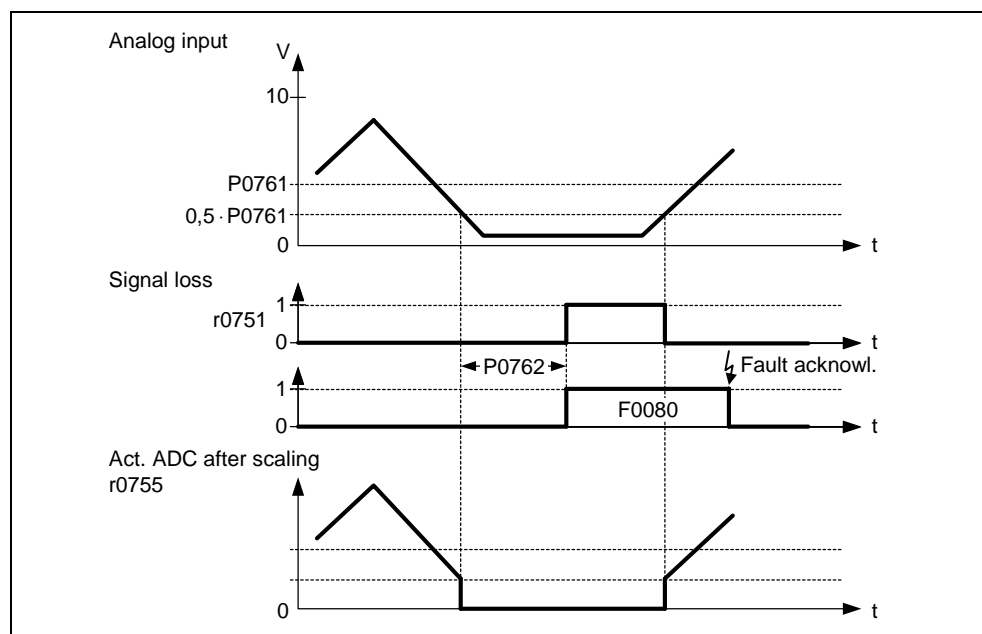 Analog input
V
10
P0761
0,5 · P0761
0
t
Signal loss
r0751
1
0
t
P0762
Fault acknowl.
1
0
F0080
t
Act. ADC after scaling
r0755
0
t